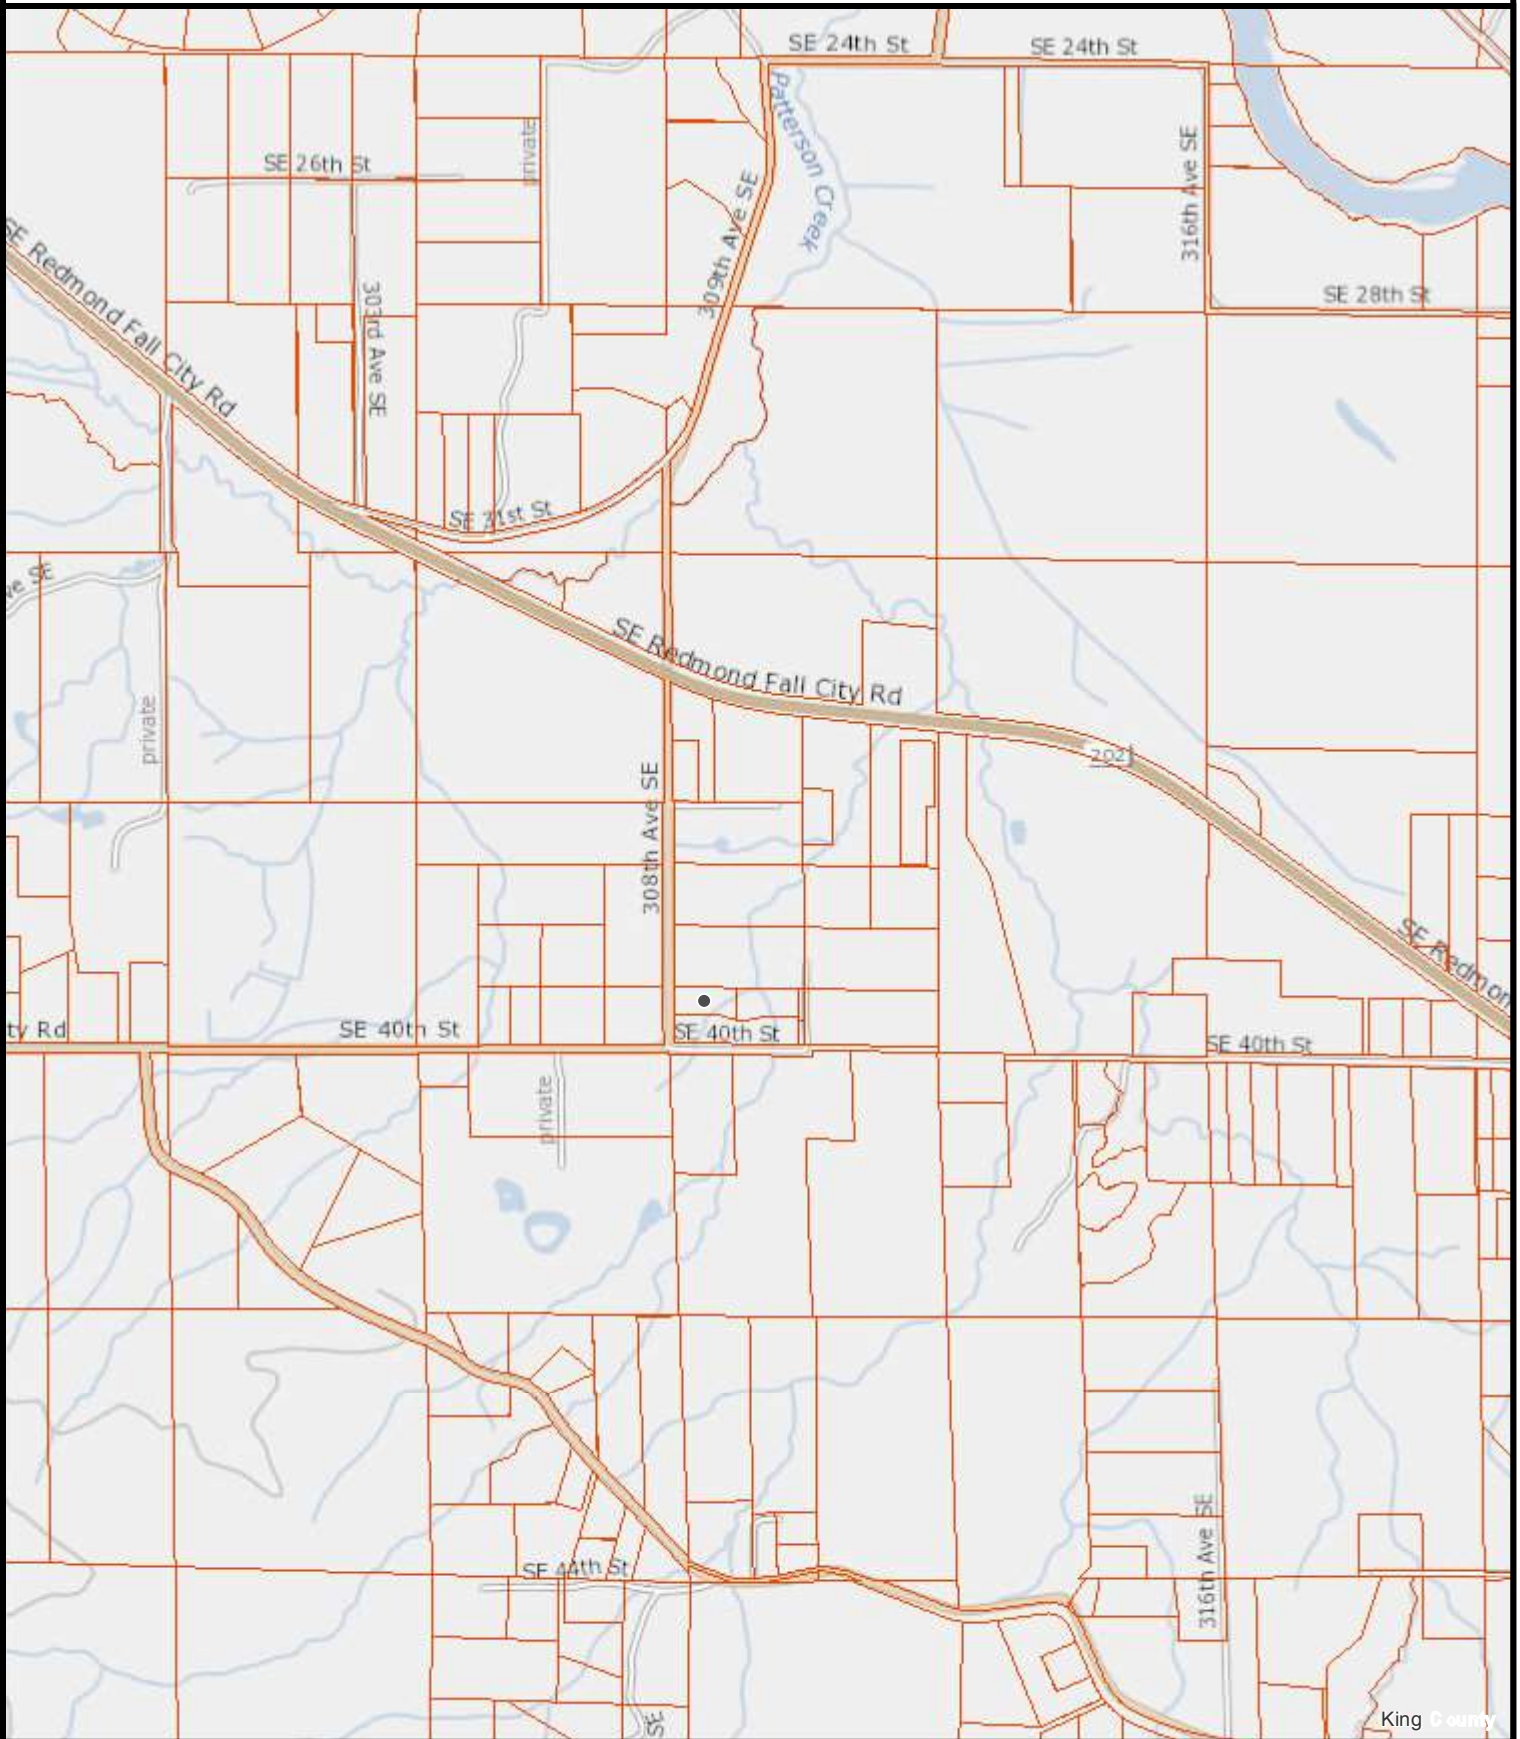 SE 24th St
SE 24th St
Patterson Creek
private
SE 26th St
316th Ave SE
309th Ave SE
SE Redmond Fall City Rd
303rd Ave SE
SE 28th St
SE 31st St
ve SE
SE Redmond Fall City Rd
private
202
308th Ave SE
SE Redmon
ty Rd
SE 40th St
SE 40th St
SE 40th St
private
316th Ave SE
SE 44th St
SE
King County